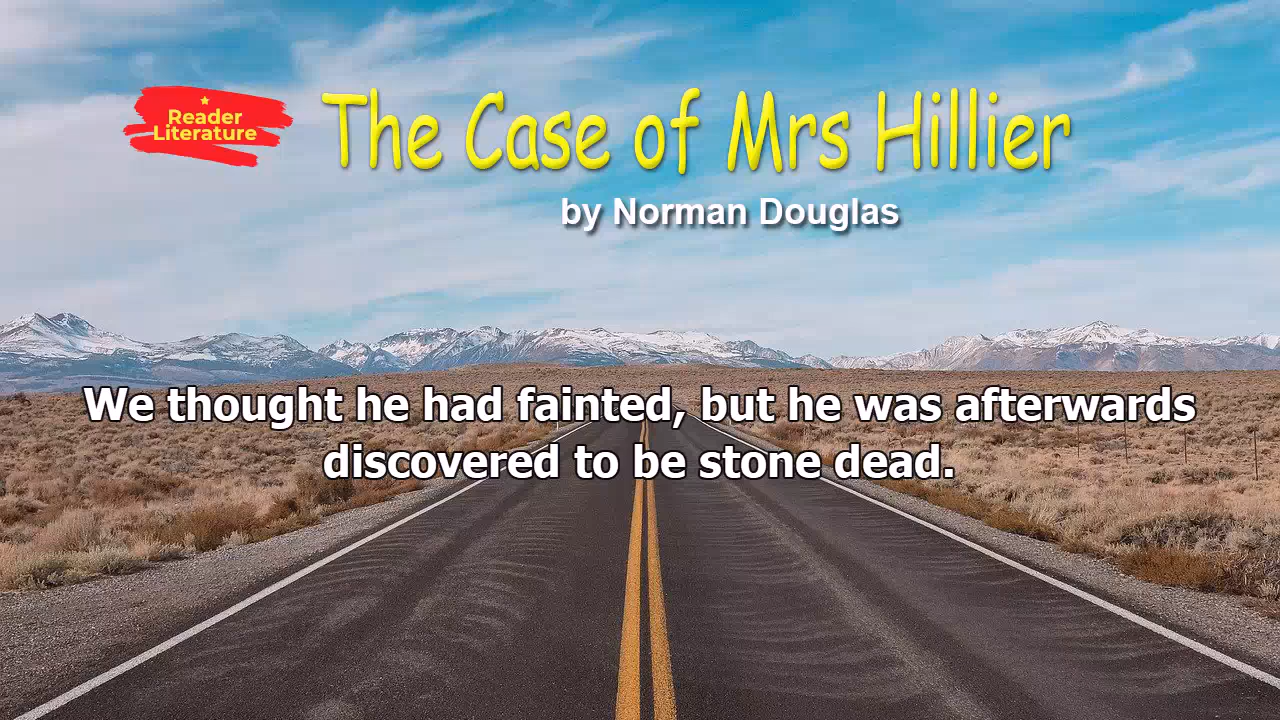 Reader
Literature
The Case of Mrs Hillier
by Norman Douglas
We thought he had fainted, but he was afterwards
discovered to be stone dead.